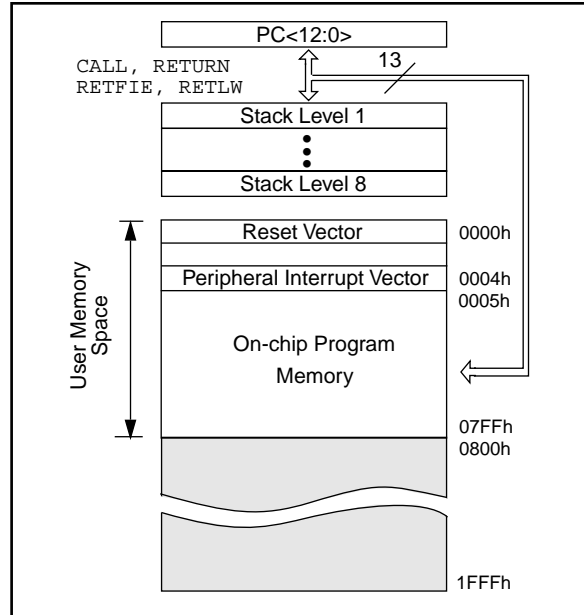 PC<12:0>
CALL, RETURN
RETFIE, RETLW
13
Stack Level 1
Stack Level 8
Reset Vector
0000h
Peripheral Interrupt Vector
0004h
0005h
User Memory
Space
On-chip Program
Memory
07FFh
0800h
1FFFh